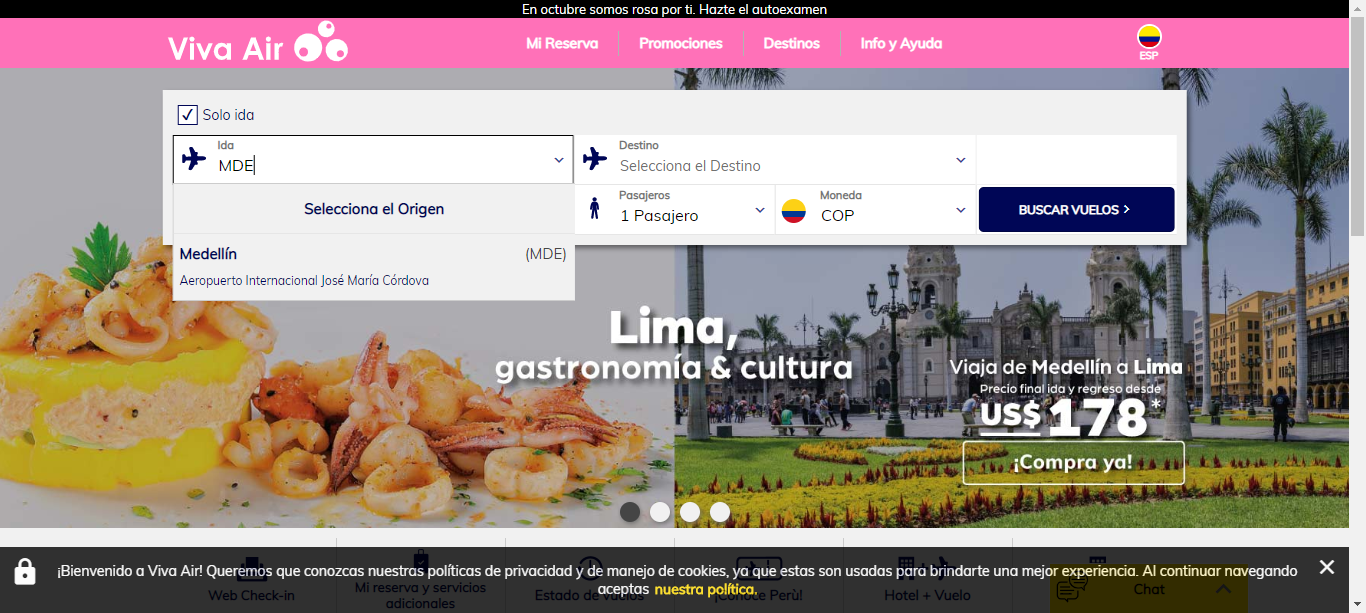 En octubre somos rosa por ti. Hazte el autoexamen
Viva Air
Mi Reserva
Promociones
Destinos
Info y Ayuda
ESP
Solo ida
Ida
MDE
Destino
Selecciona el Destino
Selecciona el Origen
Pasajeros
1 Pasajero
Moneda
COP
BUSCAR VUELOS
Medellín (MDE)
Aeropuerto Internacional José María Córdova
Lima,
gastronomía & cultura
Viaja de Medellín a Lima
Precio final ida y regreso desde
US$ 178*
¡Compra ya!
¡Bienvenido a Viva Air! Queremos que conozcas nuestras políticas de privacidad y de manejo de cookies, ya que estas son usadas para brindarte una mejor experiencia. Al continuar navegando
aceptas nuestra política.
Web Check-in
Mi reserva y servicios
adicionales
Estado de vuelos
¡Conoce Perù!
Hotel + Vuelo
Chat